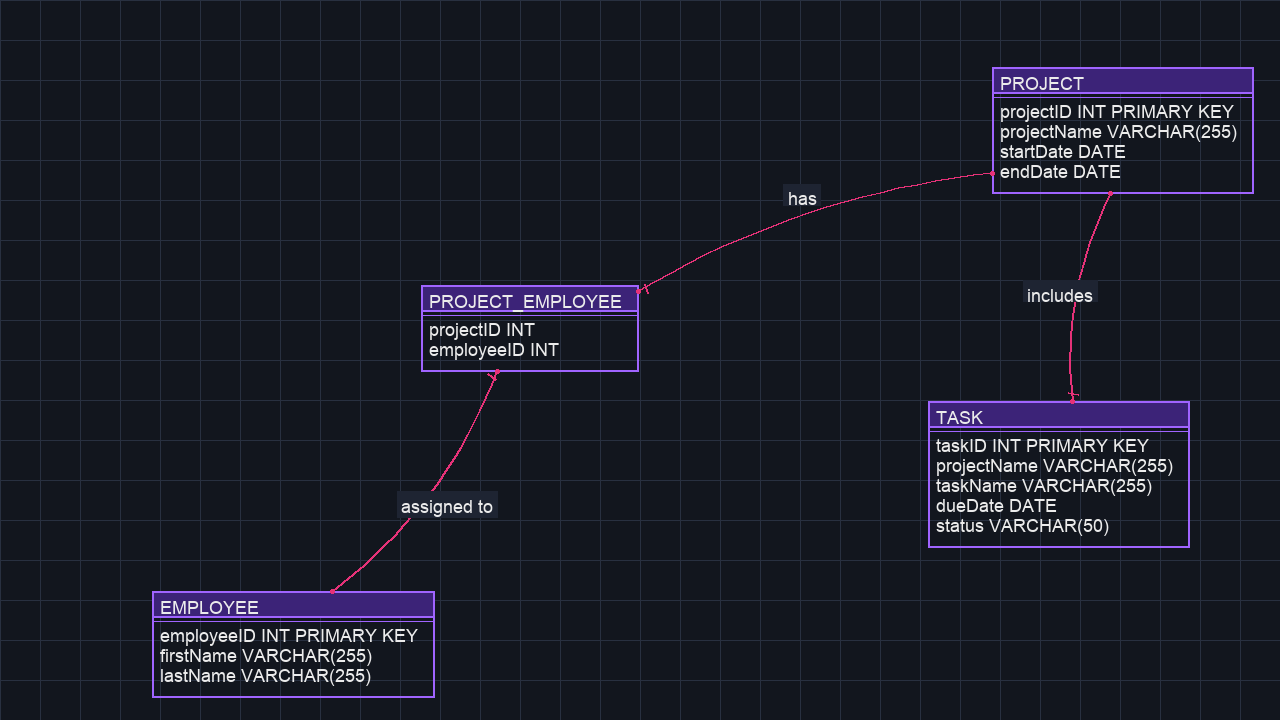 PROJECT
projectID INT PRIMARY KEY
projectName VARCHAR(255)
startDate DATE
endDate DATE
has
includes
PROJECT_EMPLOYEE
projectID INT
employeeID INT
TASK
taskID INT PRIMARY KEY
projectName VARCHAR(255)
taskName VARCHAR(255)
dueDate DATE
status VARCHAR(50)
assigned to
EMPLOYEE
employeeID INT PRIMARY KEY
firstName VARCHAR(255)
lastName VARCHAR(255)